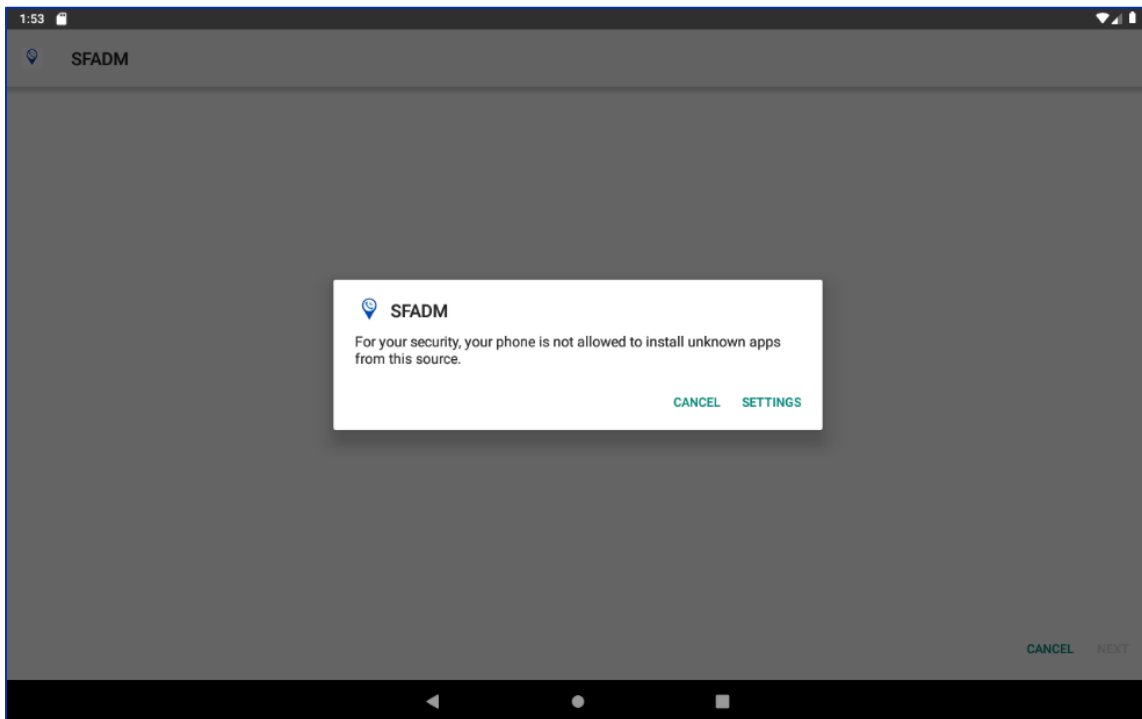 1:53
SFADM
SFADM
For your security, your phone is not allowed to install unknown apps
from this source.
CANCEL SETTINGS
CANCEL NEXT